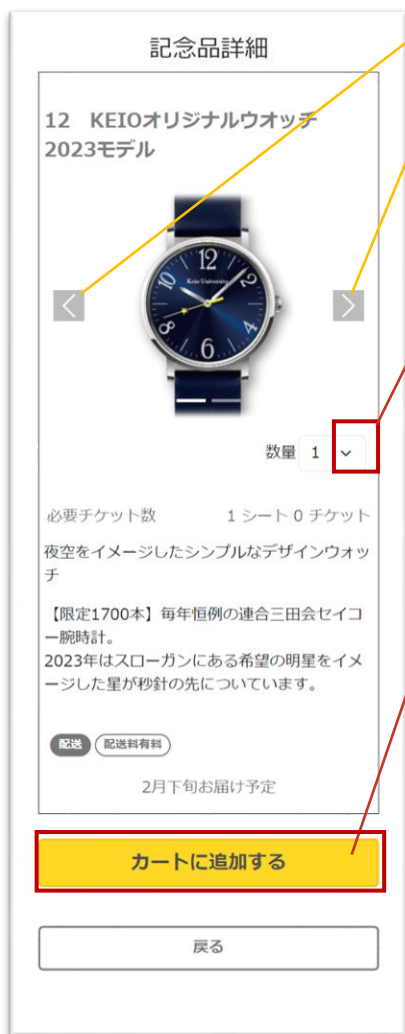 記念品詳細
12 KEIOオリジナルウオッチ
2023モデル
12
2
Keio University
10
8
4
6
数量 1
必要チケット数 1 シート 0 チケット
夜空をイメージしたシンプルなデザインウォッ
チ
【限定1700本】毎年恒例の連合三田会セイコ
ー腕時計。
2023年はスローガンにある希望の明星をイメ
ージした星が秒針の先についています。
配送 配送料有料
2月下旬お届け予定
カートに追加する
戻る